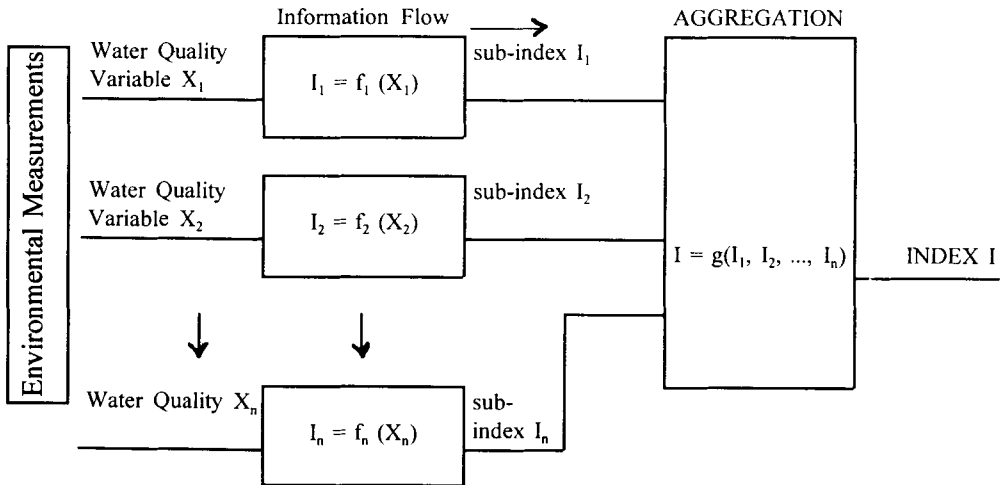 Information Flow
AGGREGATION
Environmental Measurements
Water Quality
Variable X₁
I₁ = f₁ (X₁)
sub-index I₁
Water Quality
Variable X₂
I₂ = f₂ (X₂)
sub-index I₂
I = g(I₁, I₂, ..., Iₙ)
INDEX I
Water Quality Xₙ
Iₙ = fₙ (Xₙ)
sub-
index Iₙ